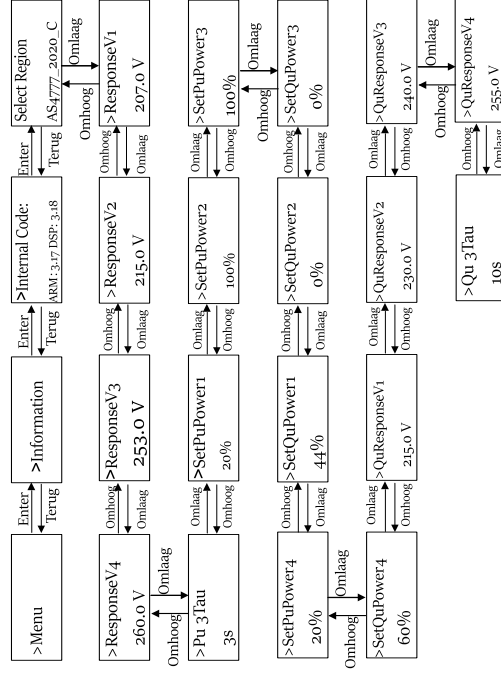 >Menu
Enter
Terug
>Information
Enter
Terug
>Internal Code:
ARM: 3.17 DSP: 3.18
Enter
Terug
Select Region
AS4777_2020_C
Omhoog
Omlaag
>ResponseV1
207.0 V
Omhoog
Omlaag
>ResponseV2
215.0 V
Omhoog
Omlaag
>ResponseV3
253.0 V
Omhoog
Omlaag
>ResponseV4
260.0 V
Omhoog
Omlaag
>Pu 3Tau
3s
Omlaag
Omhoog
>SetPuPower1
20%
Omlaag
Omhoog
>SetPuPower2
100%
Omlaag
Omhoog
>SetPuPower3
100%
Omhoog
Omlaag
>SetPuPower4
20%
Omhoog
Omlaag
>SetQuPower1
44%
Omhoog
Omlaag
>SetQuPower2
0%
Omhoog
Omlaag
>SetQuPower3
0%
Omhoog
Omlaag
>SetQuPower4
60%
Omlaag
Omhoog
>QuResponseV1
215.0 V
Omlaag
Omhoog
>QuResponseV2
230.0 V
Omlaag
Omhoog
>QuResponseV3
240.0 V
Omhoog
Omlaag
>QuResponseV4
255.0 V
Omhoog
Omlaag
>Qu 3Tau
10s